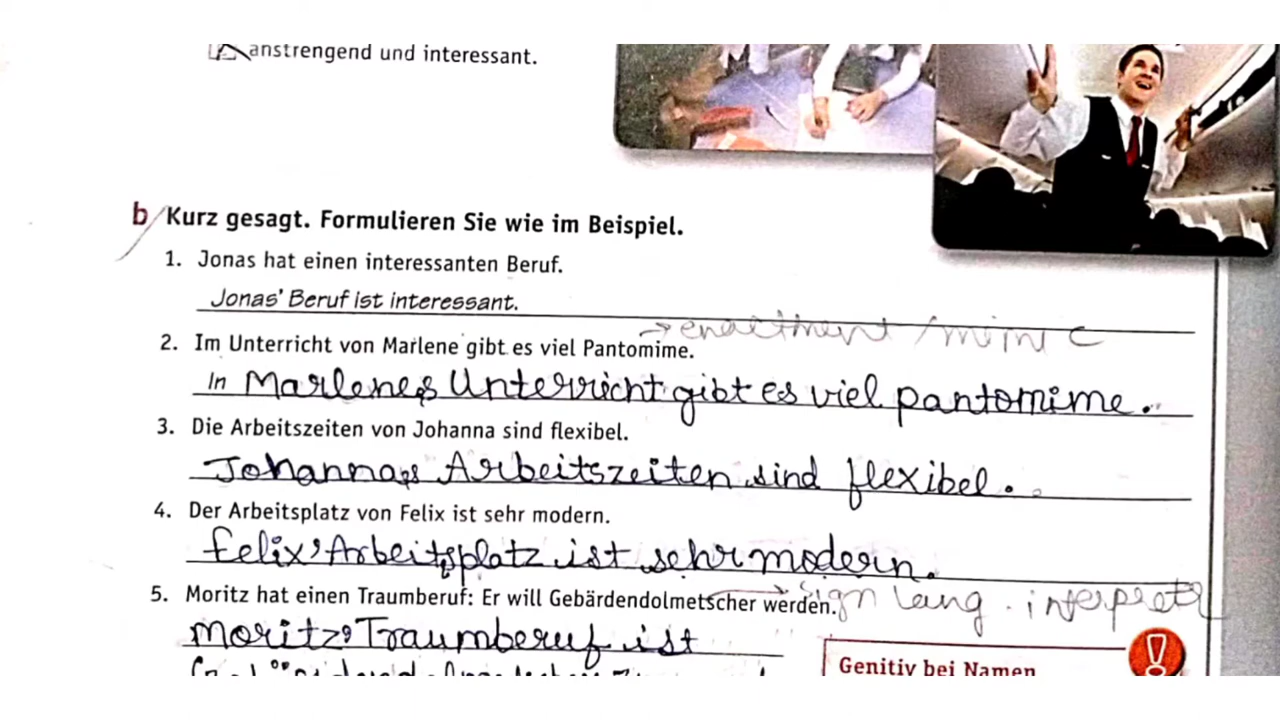 anstrengend und interessant.
b Kurz gesagt. Formulieren Sie wie im Beispiel.
1. Jonas hat einen interessanten Beruf.
Jonas' Beruf ist interessant.
→ enactment / mimic
2. Im Unterricht von Marlene gibt es viel Pantomime.
In Marlenes Unterricht gibt es viel pantomime.
3. Die Arbeitszeiten von Johanna sind flexibel.
Johannas Arbeitszeiten sind flexibel.
4. Der Arbeitsplatz von Felix ist sehr modern.
Felix' Arbeitsplatz ist sehr modern.
5. Moritz hat einen Traumberuf: Er will Gebärdendolmetscher werden.
→ sign lang. interpreter
Moritz' Traumberuf ist
Genitiv bei Namen